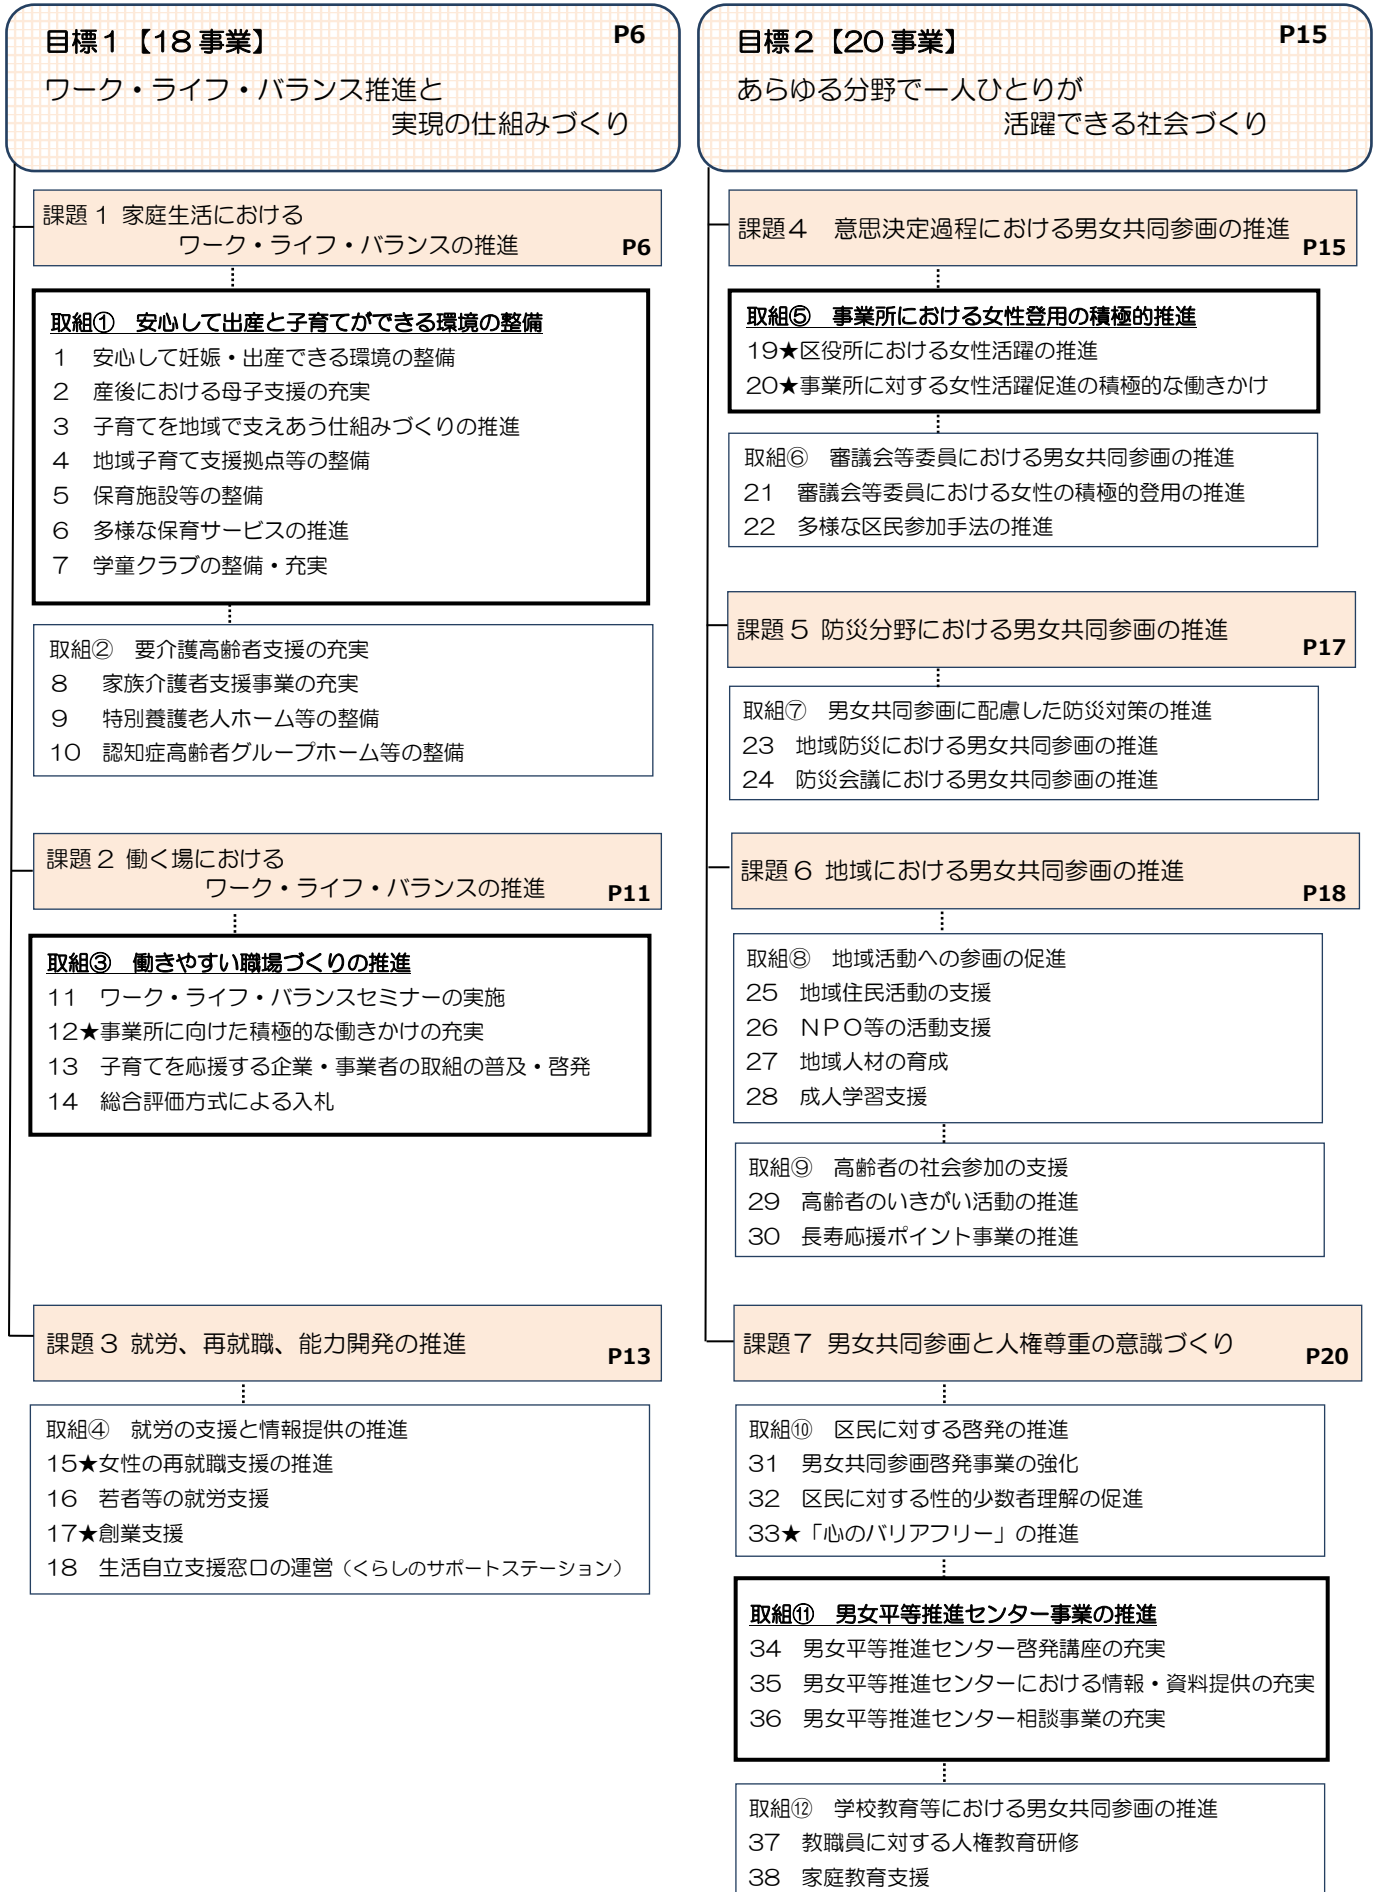 目標１【18 事業】 P6
ワーク・ライフ・バランス推進と
実現の仕組みづくり
課題１ 家庭生活における
ワーク・ライフ・バランスの推進 P6
取組① 安心して出産と子育てができる環境の整備
1 安心して妊娠・出産できる環境の整備
2 産後における母子支援の充実
3 子育てを地域で支えあう仕組みづくりの推進
4 地域子育て支援拠点等の整備
5 保育施設等の整備
6 多様な保育サービスの推進
7 学童クラブの整備・充実
取組② 要介護高齢者支援の充実
8 家族介護者支援事業の充実
9 特別養護老人ホーム等の整備
10 認知症高齢者グループホーム等の整備
課題２ 働く場における
ワーク・ライフ・バランスの推進 P11
取組③ 働きやすい職場づくりの推進
11 ワーク・ライフ・バランスセミナーの実施
12★事業所に向けた積極的な働きかけの充実
13 子育てを応援する企業・事業者の取組の普及・啓発
14 総合評価方式による入札
課題３ 就労、再就職、能力開発の推進 P13
取組④ 就労の支援と情報提供の推進
15★女性の再就職支援の推進
16 若者等の就労支援
17★創業支援
18 生活自立支援窓口の運営（くらしのサポートステーション）
目標２【20 事業】 P15
あらゆる分野で一人ひとりが
活躍できる社会づくり
課題４ 意思決定過程における男女共同参画の推進 P15
取組⑤ 事業所における女性登用の積極的推進
19★区役所における女性活躍の推進
20★事業所に対する女性活躍促進の積極的な働きかけ
取組⑥ 審議会等委員における男女共同参画の推進
21 審議会等委員における女性の積極的登用の推進
22 多様な区民参加手法の推進
課題５ 防災分野における男女共同参画の推進 P17
取組⑦ 男女共同参画に配慮した防災対策の推進
23 地域防災における男女共同参画の推進
24 防災会議における男女共同参画の推進
課題６ 地域における男女共同参画の推進 P18
取組⑧ 地域活動への参画の促進
25 地域住民活動の支援
26 ＮＰＯ等の活動支援
27 地域人材の育成
28 成人学習支援
取組⑨ 高齢者の社会参加の支援
29 高齢者のいきがい活動の推進
30 長寿応援ポイント事業の推進
課題７ 男女共同参画と人権尊重の意識づくり P20
取組⑩ 区民に対する啓発の推進
31 男女共同参画啓発事業の強化
32 区民に対する性的少数者理解の促進
33★「心のバリアフリー」の推進
取組⑪ 男女平等推進センター事業の推進
34 男女平等推進センター啓発講座の充実
35 男女平等推進センターにおける情報・資料提供の充実
36 男女平等推進センター相談事業の充実
取組⑫ 学校教育等における男女共同参画の推進
37 教職員に対する人権教育研修
38 家庭教育支援